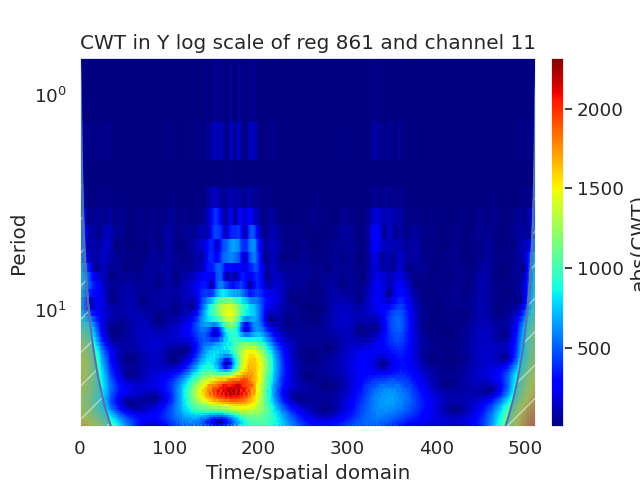 CWT in Y log scale of reg 861 and channel 11
10⁰
10¹
Period
0 100 200 300 400 500
Time/spatial domain
2000
1500
1000
500
abs(CWT)